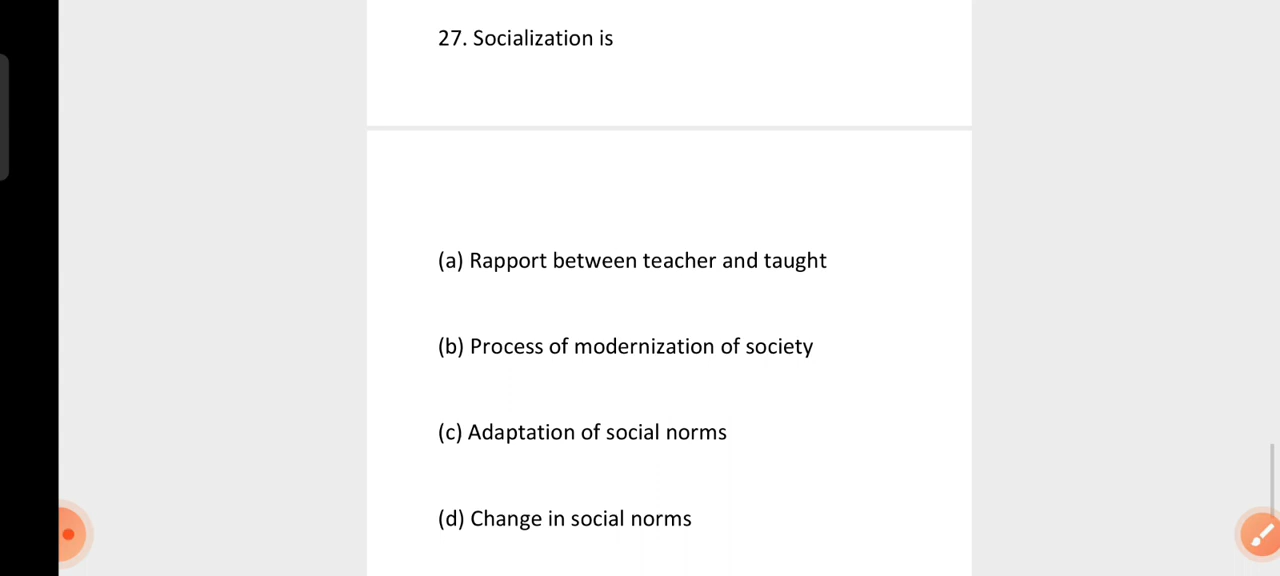 27. Socialization is
(a) Rapport between teacher and taught
(b) Process of modernization of society
(c) Adaptation of social norms
(d) Change in social norms